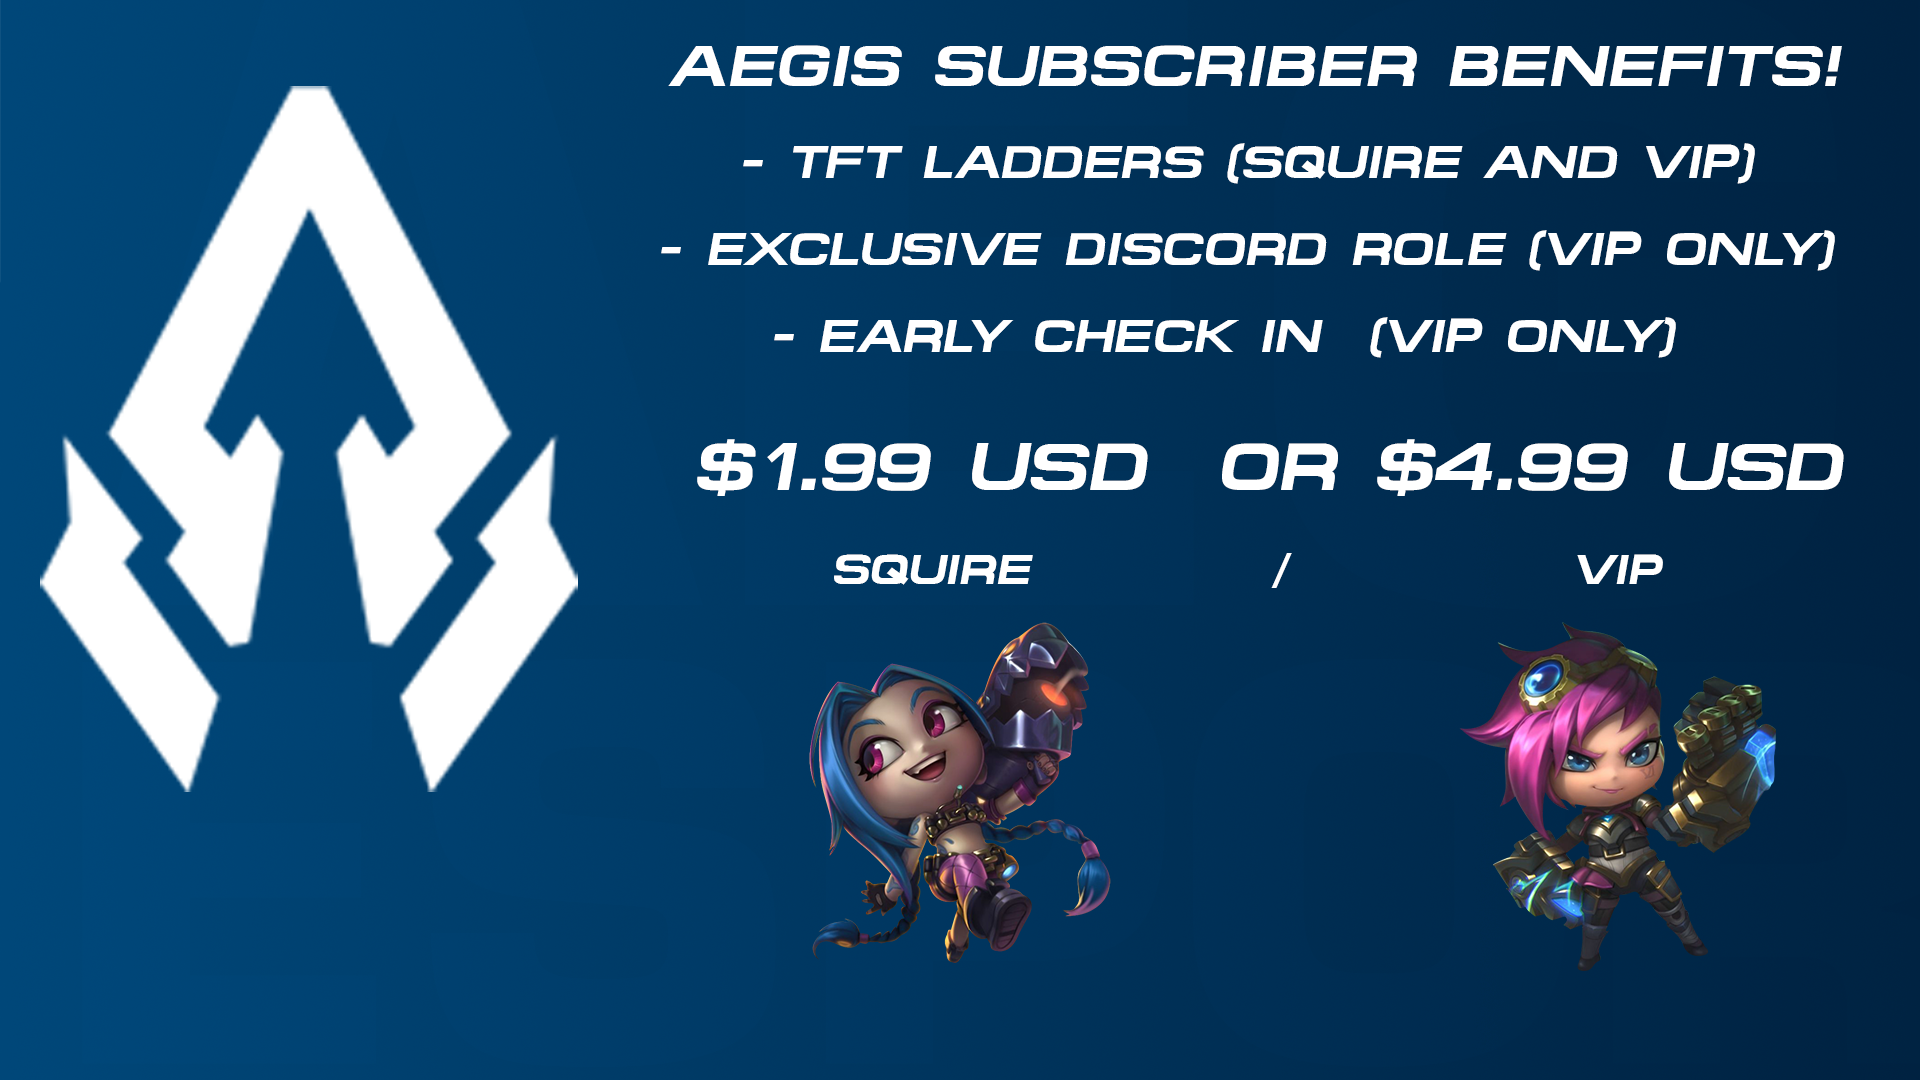 AEGIS SUBSCRIBER BENEFITS!
- TFT LADDERS (SQUIRE AND VIP)
- EXCLUSIVE DISCORD ROLE (VIP ONLY)
- EARLY CHECK IN (VIP ONLY)
$1.99 USD OR $4.99 USD
SQUIRE / VIP